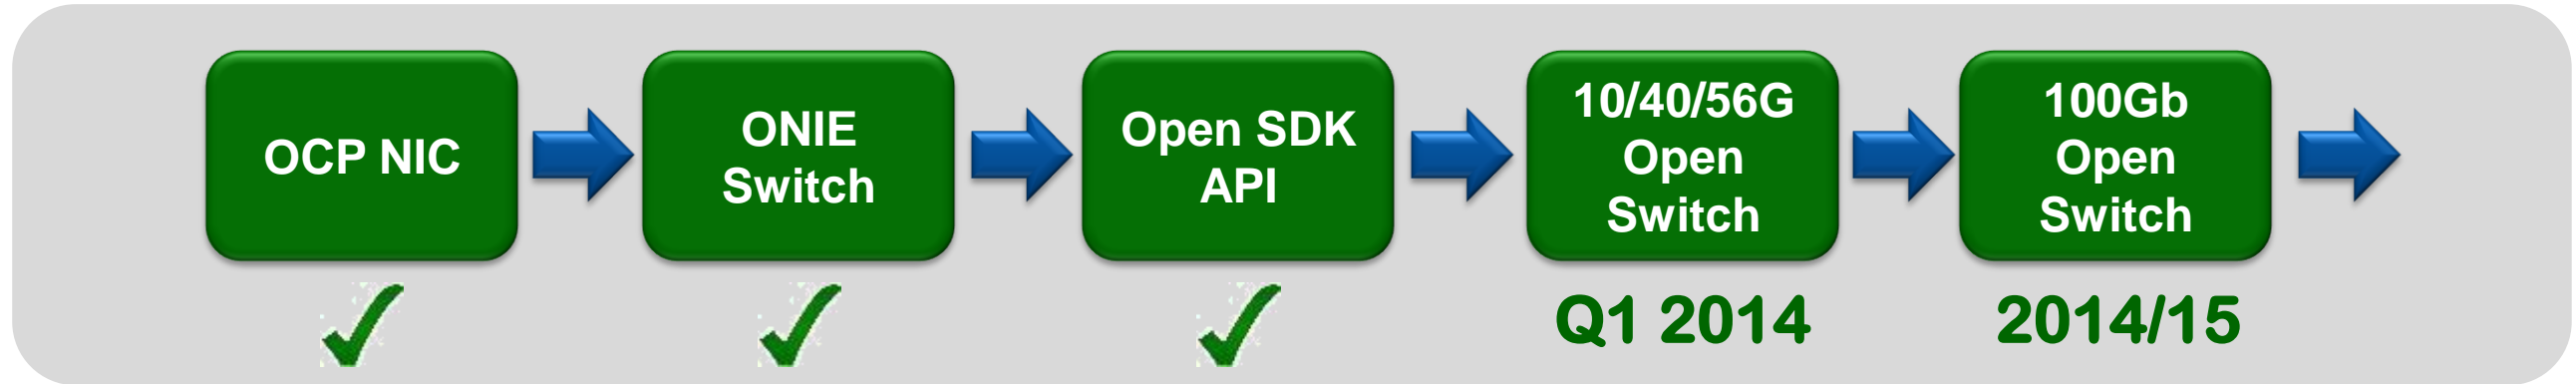 OCP NIC
ONIE
Switch
Open SDK
API
10/40/56G
Open
Switch
100Gb
Open
Switch
Q1 2014
2014/15